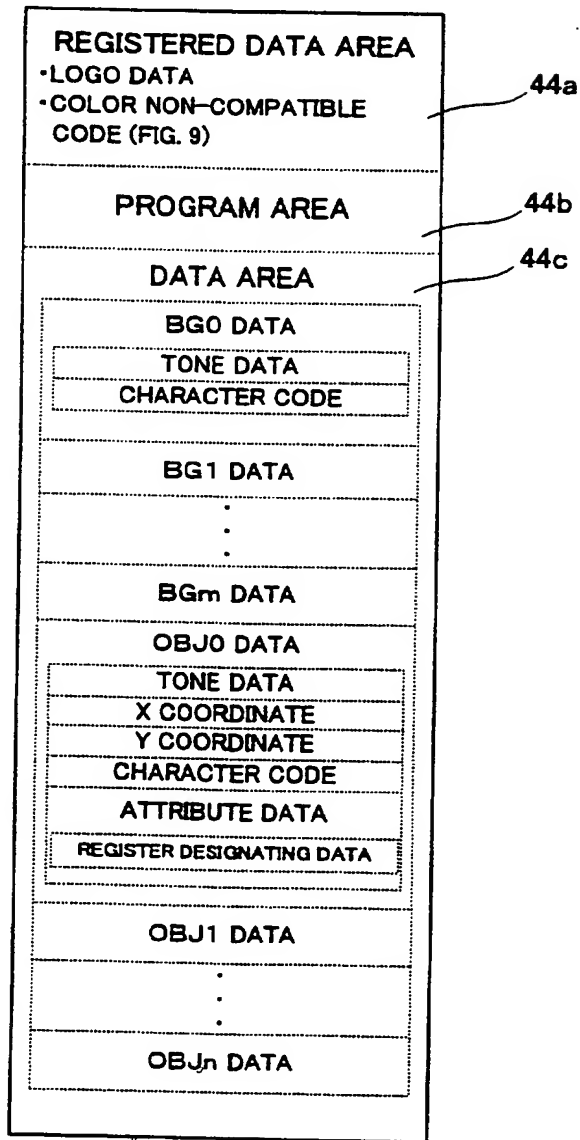 REGISTERED DATA AREA
·LOGO DATA
·COLOR NON-COMPATIBLE
CODE (FIG. 9)
44a
PROGRAM AREA
44b
DATA AREA
44c
BG0 DATA
TONE DATA
CHARACTER CODE
BG1 DATA
BGm DATA
OBJ0 DATA
TONE DATA
X COORDINATE
Y COORDINATE
CHARACTER CODE
ATTRIBUTE DATA
REGISTER DESIGNATING DATA
OBJ1 DATA
OBJn DATA